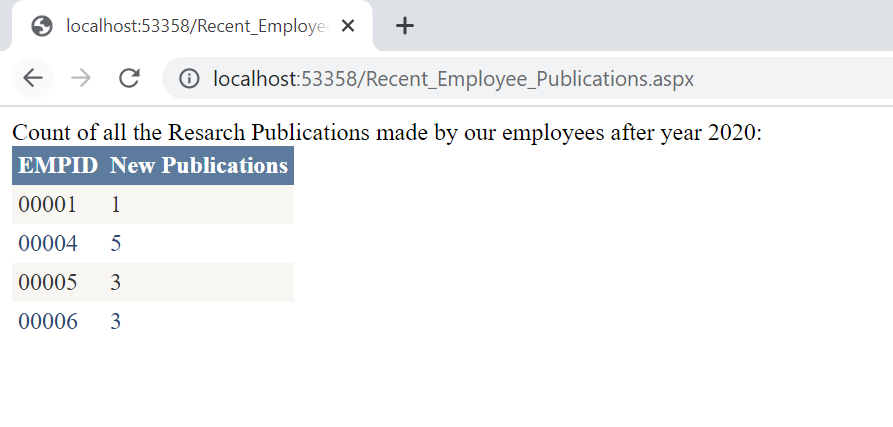 localhost:53358/Recent_Employe
localhost:53358/Recent_Employee_Publications.aspx
Count of all the Resarch Publications made by our employees after year 2020:
EMPID New Publications
00001 1
00004 5
00005 3
00006 3